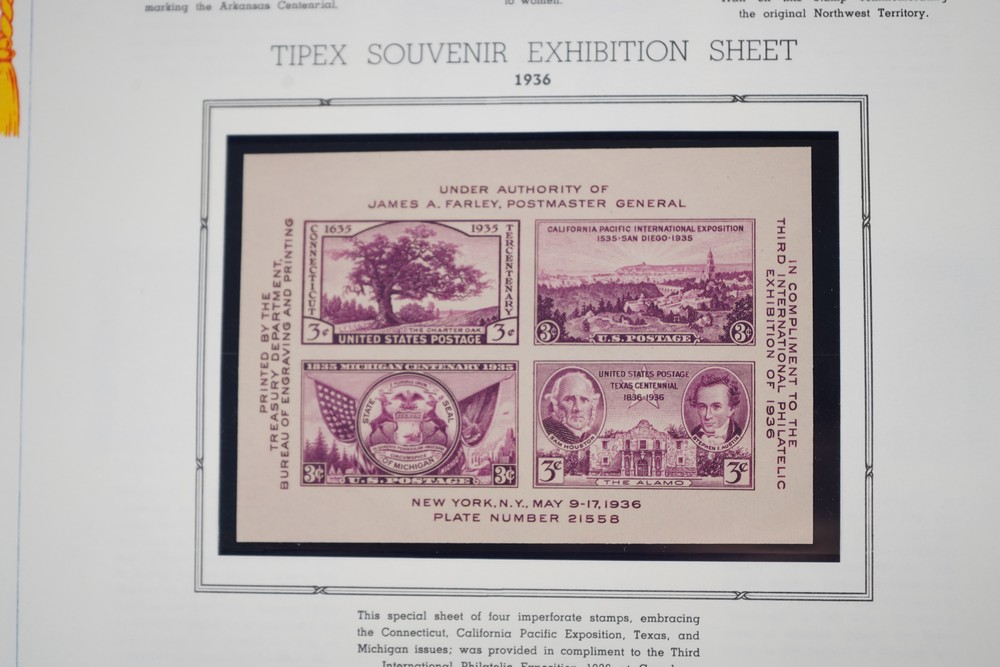 marking the Arkansas Centennial.
to women.
the original Northwest Territory.
TIPEX SOUVENIR EXHIBITION SHEET
1936
UNDER AUTHORITY OF
JAMES A. FARLEY, POSTMASTER GENERAL
PRINTED BY THE
TREASURY DEPARTMENT,
BUREAU OF ENGRAVING AND PRINTING
1635 1935
CONNECTICUT
TERCENTENARY
THE CHARTER OAK
3¢ 3¢
UNITED STATES POSTAGE
CALIFORNIA PACIFIC INTERNATIONAL EXPOSITION
1535·SAN DIEGO·1935
3¢ 3¢
U.S. POSTAGE
1835 MICHIGAN CENTENARY 1935
STATE SEAL
OF MICHIGAN
3¢ 3¢
U.S. POSTAGE
UNITED STATES POSTAGE
TEXAS CENTENNIAL
1836 1936
SAM HOUSTON
STEPHEN F. AUSTIN
3¢ 3¢
THE ALAMO
IN COMPLIMENT TO THE
THIRD INTERNATIONAL PHILATELIC
EXHIBITION OF 1936
NEW YORK, N.Y., MAY 9-17, 1936
PLATE NUMBER 21558
This special sheet of four imperforate stamps, embracing
the Connecticut, California Pacific Exposition, Texas, and
Michigan issues; was provided in compliment to the Third
International Philatelic